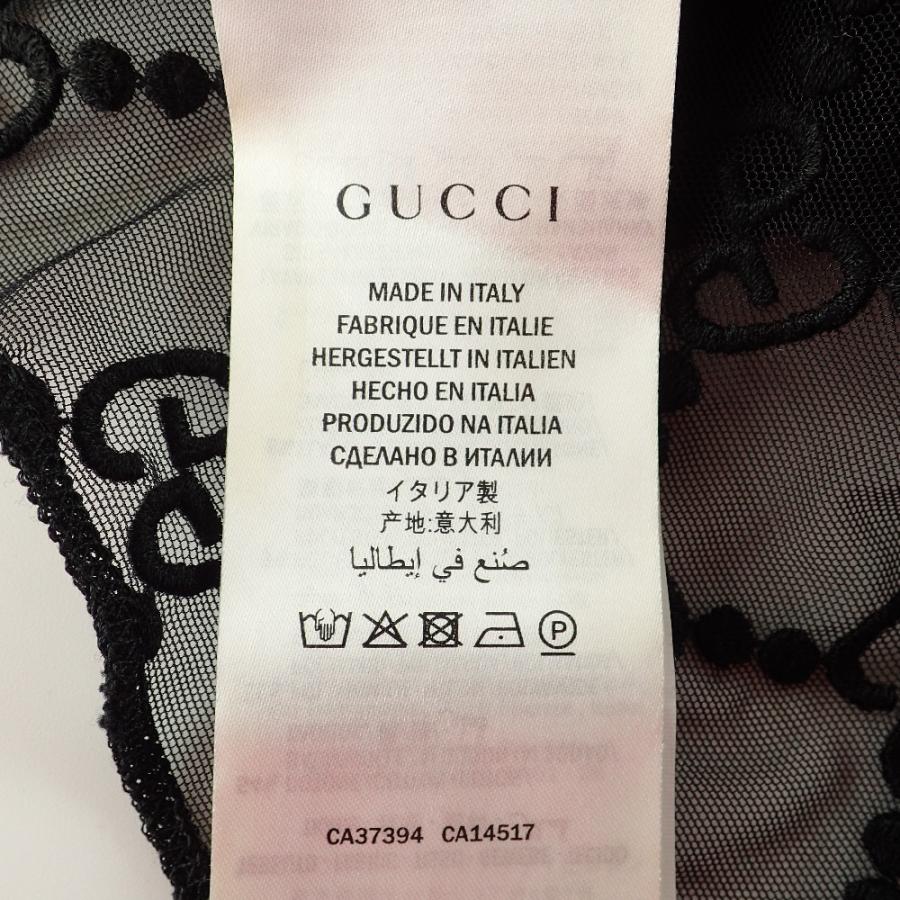 GUCCI
MADE IN ITALY
FABRIQUE EN ITALIE
HERGESTELLT IN ITALIEN
HECHO EN ITALIA
PRODUZIDO NA ITALIA
СДЕЛАНО В ИТАЛИИ
イタリア製
产地:意大利
صُنع في إيطاليا
P
CA37394 CA14517